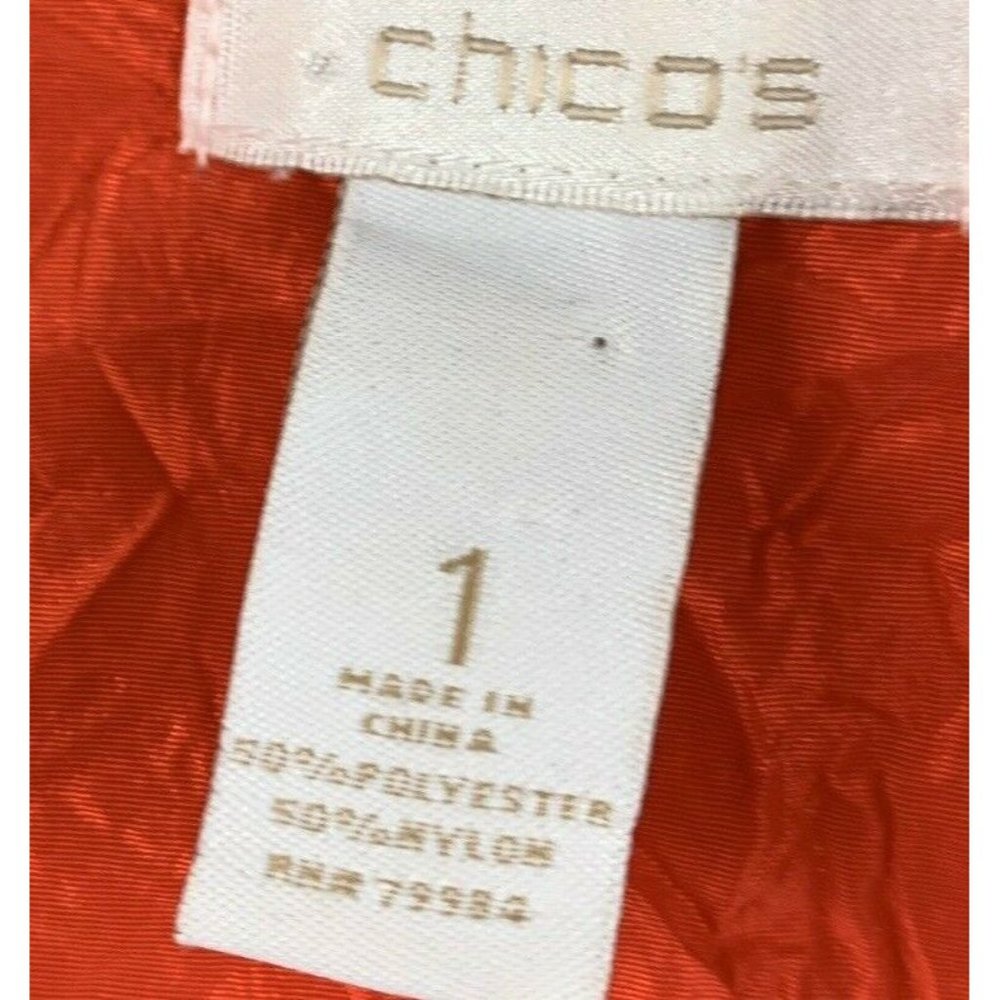 chico's
1
MADE IN
CHINA
50%POLYESTER
50%NYLON
RN# 79984